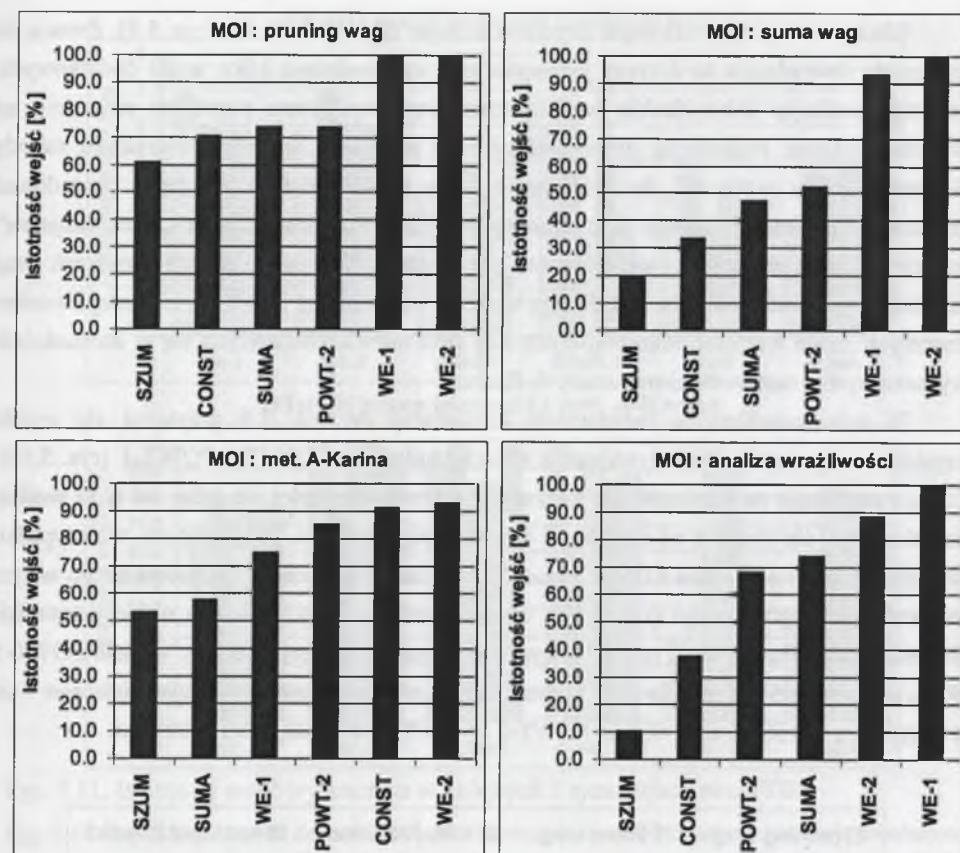 MOI : pruning wag
Istotność wejść [%]
100.0
90.0
80.0
70.0
60.0
50.0
40.0
30.0
20.0
10.0
0.0
SZUM
CONST
SUMA
POWT-2
WE-1
WE-2
MOI : suma wag
Istotność wejść [%]
100.0
90.0
80.0
70.0
60.0
50.0
40.0
30.0
20.0
10.0
0.0
SZUM
CONST
SUMA
POWT-2
WE-1
WE-2
MOI : met. A-Karina
Istotność wejść [%]
100.0
90.0
80.0
70.0
60.0
50.0
40.0
30.0
20.0
10.0
0.0
SZUM
SUMA
WE-1
POWT-2
CONST
WE-2
MOI : analiza wrażliwości
Istotność wejść [%]
100.0
90.0
80.0
70.0
60.0
50.0
40.0
30.0
20.0
10.0
0.0
SZUM
CONST
POWT-2
SUMA
WE-2
WE-1